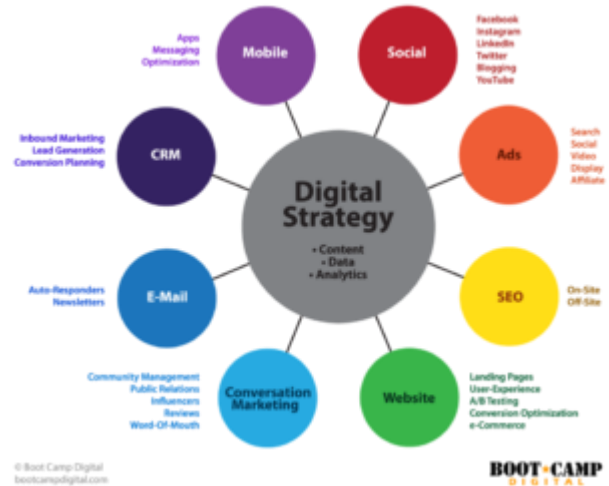 Mobile
Apps
Messaging
Optimization
Social
Facebook
Instagram
LinkedIn
Twitter
Blogging
YouTube
CRM
Inbound Marketing
Lead Generation
Conversion Planning
Ads
Search
Social
Video
Display
Affiliate
Digital
Strategy
• Content
• Data
• Analytics
E-Mail
Auto-Responders
Newsletters
SEO
On-Site
Off-Site
Conversation
Marketing
Community Management
Public Relations
Influencers
Reviews
Word-Of-Mouth
Website
Landing Pages
User-Experience
A/B Testing
Conversion Optimization
e-Commerce
© Boot Camp Digital
bootcampdigital.com
BOOT CAMP
DIGITAL